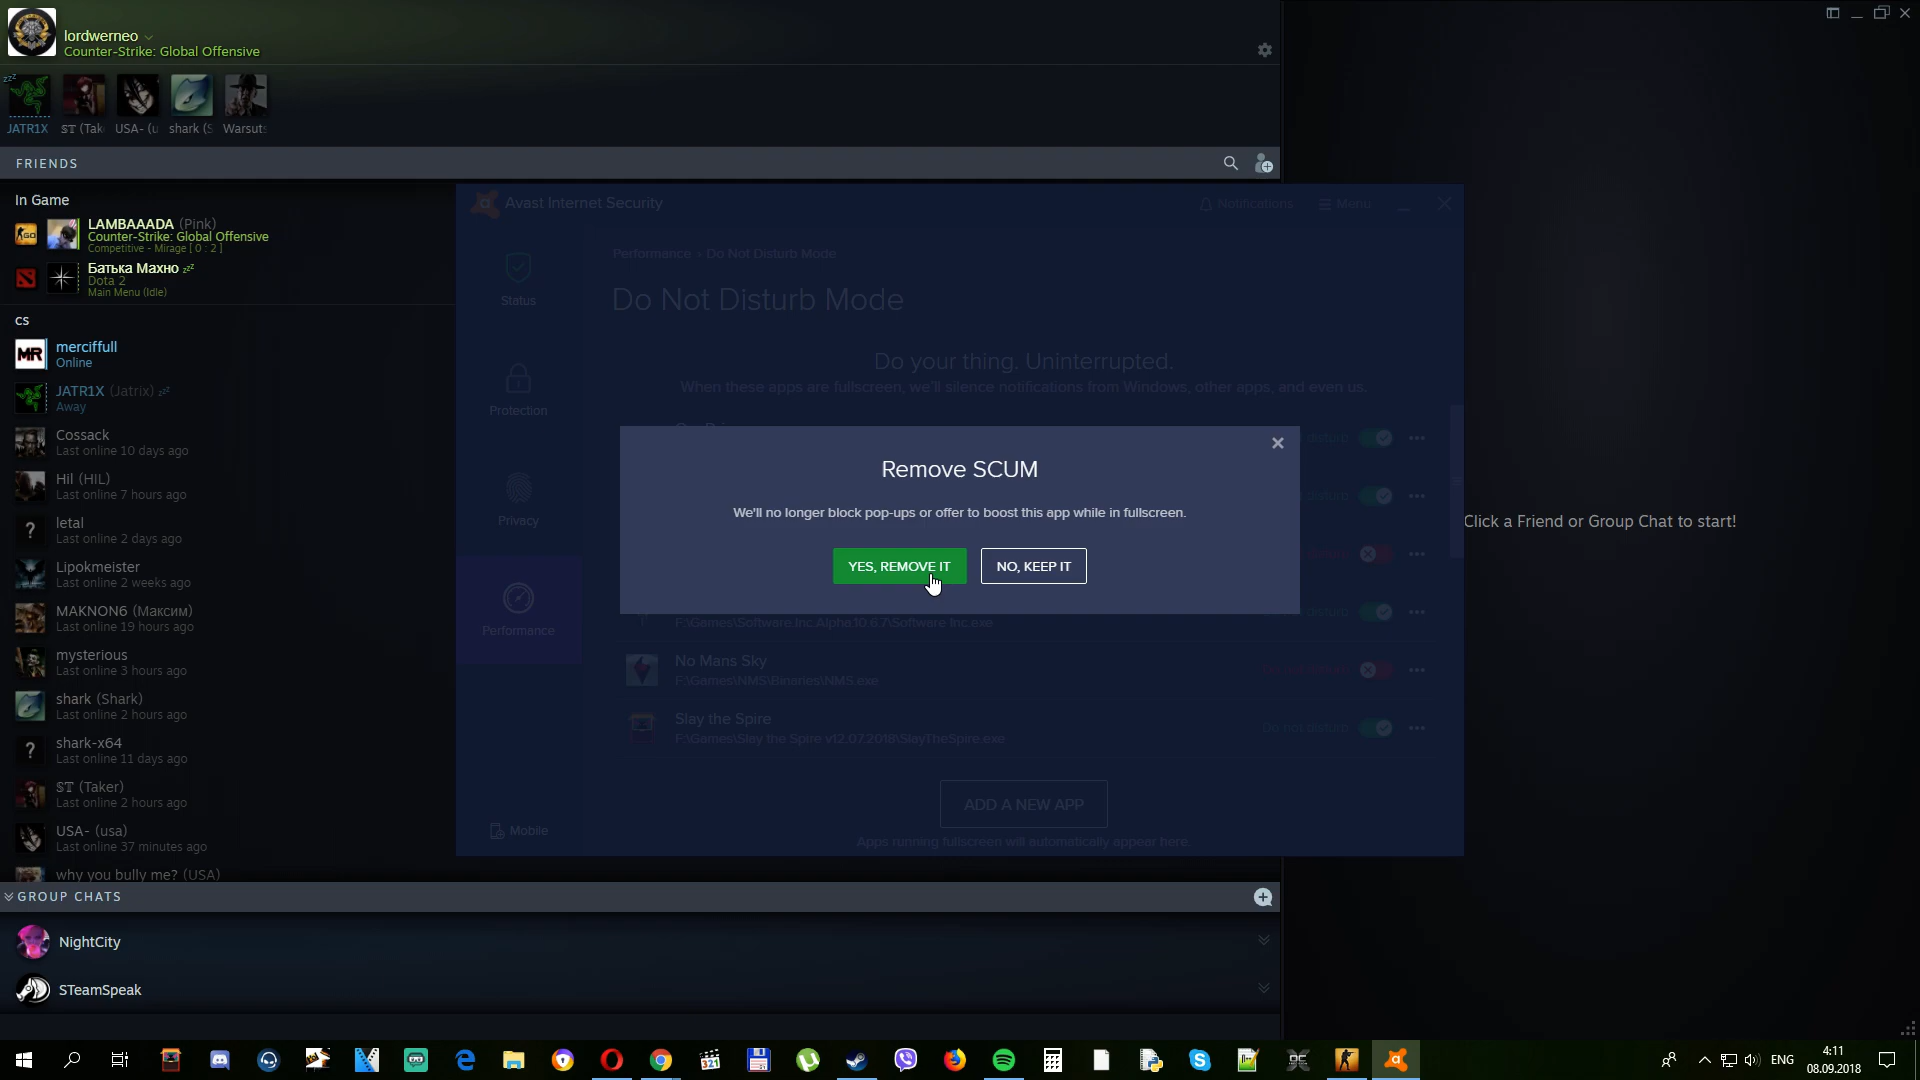 lordwerneo
Counter-Strike: Global Offensive
zzz
JATR1X
ST (Tak
USA- (u
shark (S
Warsut
FRIENDS
In Game
LAMBAAADA (Pink)
Counter-Strike: Global Offensive
Competitive - Mirage [ 0 : 2 ]
Батька Махно zzz
Dota 2
Main Menu (Idle)
CS
merciffull
Online
JATR1X (Jatrix) zzz
Away
Cossack
Last online 10 days ago
Hil (HIL)
Last online 7 hours ago
letal
Last online 2 days ago
Lipokmeister
Last online 2 weeks ago
MAKNON6 (Максим)
Last online 19 hours ago
mysterious
Last online 3 hours ago
shark (Shark)
Last online 2 hours ago
shark-x64
Last online 11 days ago
ST (Taker)
Last online 2 hours ago
USA- (usa)
Last online 37 minutes ago
why you bully me? (USA)
GROUP CHATS
NightCity
STeamSpeak
Avast Internet Security
Notifications
Menu
Status
Protection
Privacy
Performance
Mobile
Performance
Do Not Disturb Mode
Do Not Disturb Mode
Do your thing. Uninterrupted.
When these apps are fullscreen, we'll silence notifications from Windows, other apps, and even us.
disturb
Remove SCUM
We'll no longer block pop-ups or offer to boost this app while in fullscreen.
YES, REMOVE IT
NO, KEEP IT
disturb
F:\Games\Software.Inc.Alpha.10.6.7\Software Inc.exe
No Mans Sky
F:\Games\NMS\Binaries\NMS.exe
Do not disturb
Slay the Spire
F:\Games\Slay the Spire v12.07.2018\SlayTheSpire.exe
Do not disturb
ADD A NEW APP
Apps running fullscreen will automatically appear here.
Click a Friend or Group Chat to start!
ENG
4:11
08.09.2018